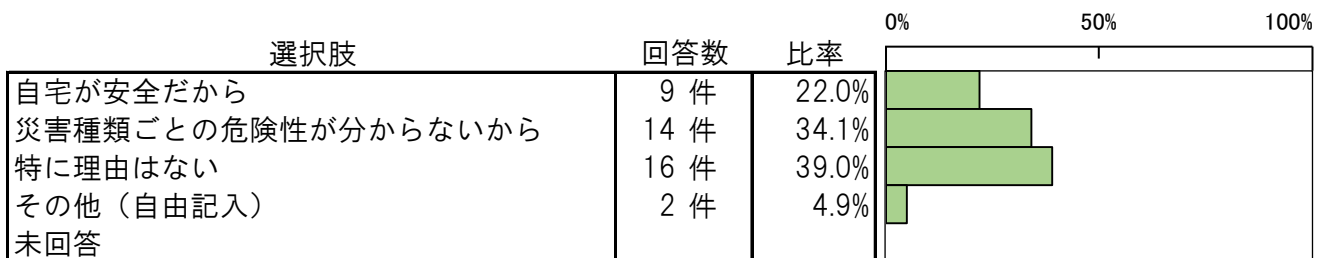 0% 50% 100%
選択肢 回答数 比率
自宅が安全だから 9 件 22.0%
災害種類ごとの危険性が分からないから 14 件 34.1%
特に理由はない 16 件 39.0%
その他（自由記入） 2 件 4.9%
未回答